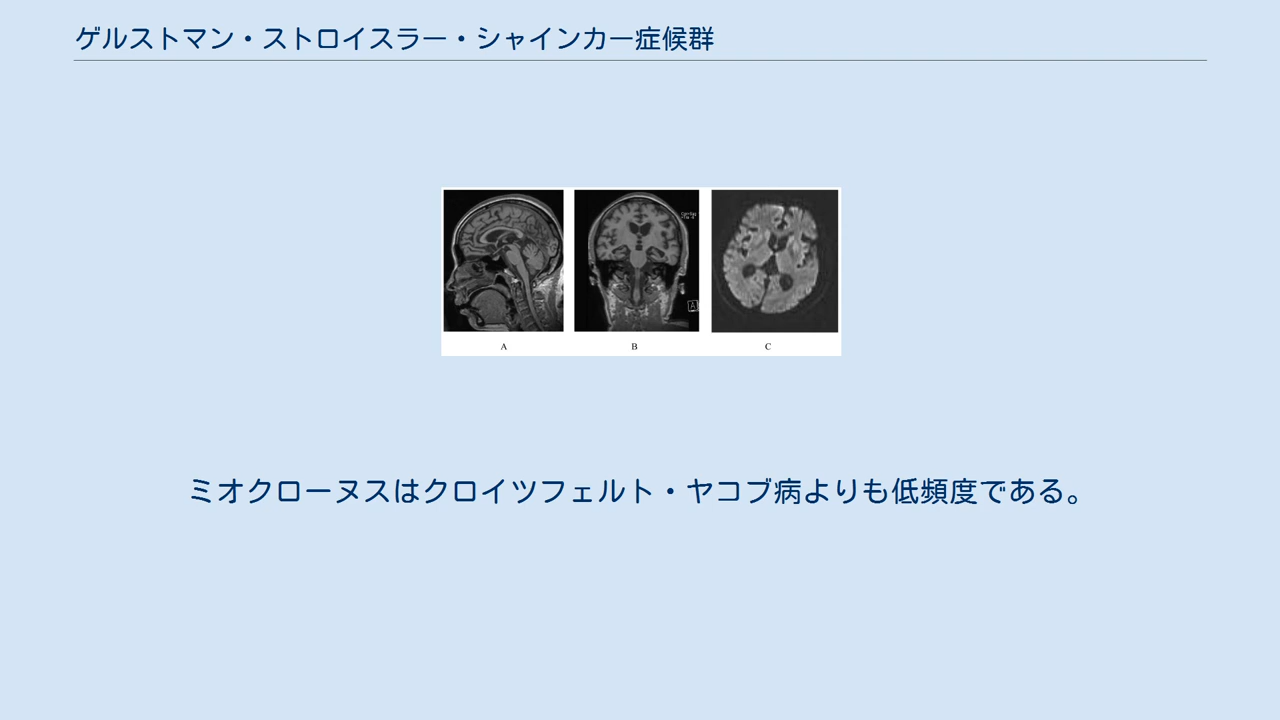 ゲルストマン・ストロイスラー・シャインカー症候群
A
A B C
ミオクローヌスはクロイツフェルト・ヤコブ病よりも低頻度である。